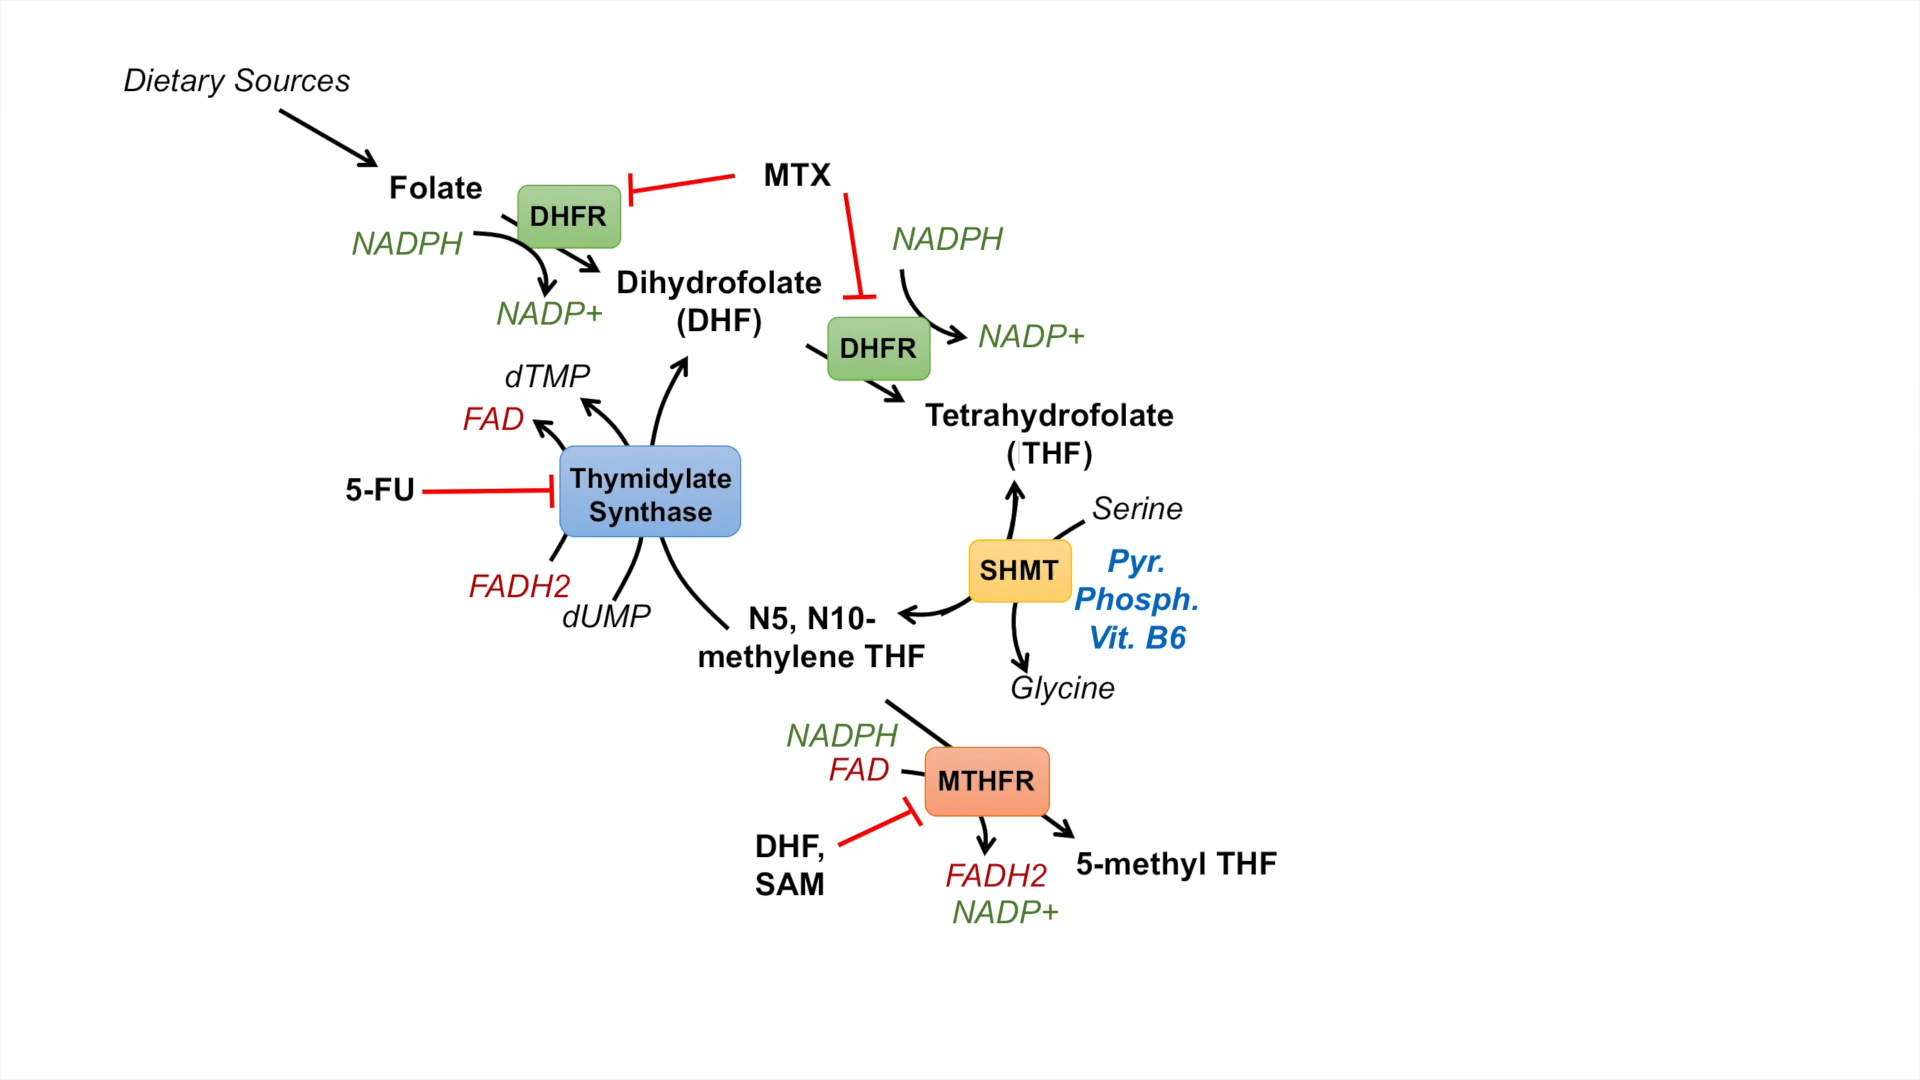 Dietary Sources
Folate
DHFR
MTX
NADPH
NADP+
NADPH
Dihydrofolate
(DHF)
DHFR
NADP+
dTMP
FAD
Tetrahydrofolate
(THF)
5-FU
Thymidylate
Synthase
Serine
SHMT
Pyr.
Phosph.
Vit. B6
FADH2
dUMP
N5, N10-
methylene THF
Glycine
NADPH
FAD
MTHFR
DHF,
SAM
5-methyl THF
FADH2
NADP+